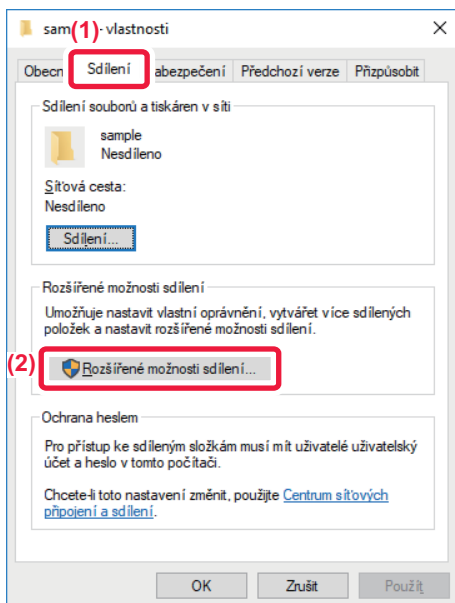 (1)
sam - vlastnosti
Obecn Sdílení abezpečení Předchozí verze Přizpůsobit
Sdílení souborů a tiskáren v síti
sample
Nesdíleno
Síťová cesta:
Nesdíleno
Sdílení...
Rozšířené možnosti sdílení
Umožňuje nastavit vlastní oprávnění, vytvářet více sdílených
položek a nastavit rozšířené možnosti sdílení.
(2)
Rozšířené možnosti sdílení...
Ochrana heslem
Pro přístup ke sdíleným složkám musí mít uživatelé uživatelský
účet a heslo v tomto počítači.
Chcete-li toto nastavení změnit, použijte Centrum síťových
připojení a sdílení.
OK Zrušit Použít